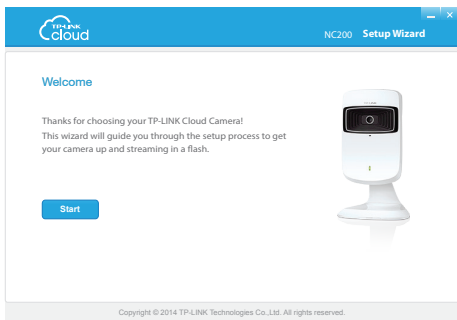 TP-LINK
cloud
NC200 Setup Wizard
Welcome
Thanks for choosing your TP-LINK Cloud Camera!
This wizard will guide you through the setup process to get
your camera up and streaming in a flash.
Start
Copyright © 2014 TP-LINK Technologies Co.,Ltd. All rights reserved.